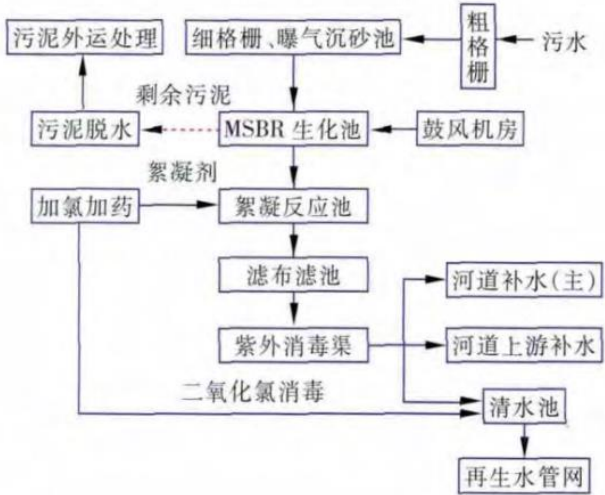 污泥外运处理
细格栅、曝气沉砂池
粗格栅
污水
剩余污泥
污泥脱水
MSBR 生化池
鼓风机房
絮凝剂
加氯加药
絮凝反应池
滤布滤池
河道补水(主)
紫外消毒渠
河道上游补水
二氧化氯消毒
清水池
再生水管网